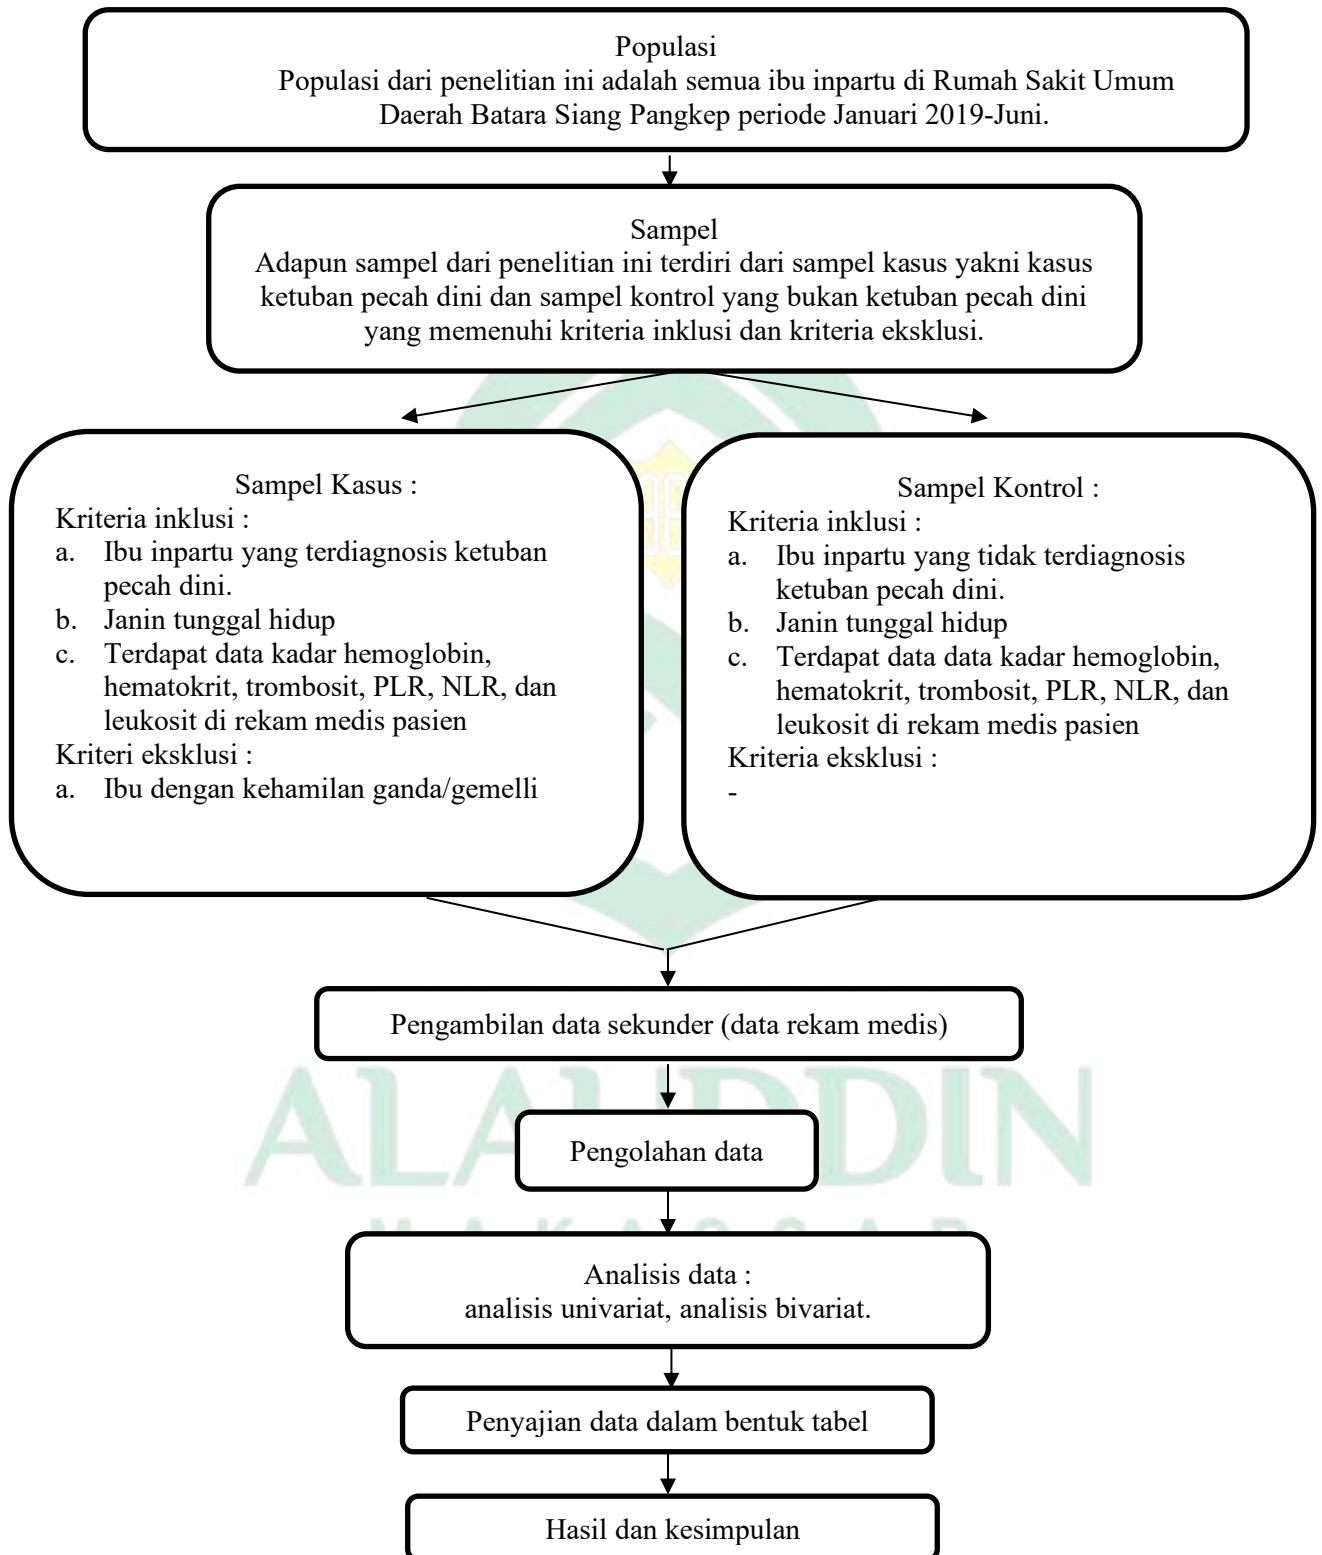 Populasi
Populasi dari penelitian ini adalah semua ibu inpartu di Rumah Sakit Umum
Daerah Batara Siang Pangkep periode Januari 2019-Juni.
Sampel
Adapun sampel dari penelitian ini terdiri dari sampel kasus yakni kasus
ketuban pecah dini dan sampel kontrol yang bukan ketuban pecah dini
yang memenuhi kriteria inklusi dan kriteria eksklusi.
Sampel Kasus :
Kriteria inklusi :
a. Ibu inpartu yang terdiagnosis ketuban
pecah dini.
b. Janin tunggal hidup
c. Terdapat data kadar hemoglobin,
hematokrit, trombosit, PLR, NLR, dan
leukosit di rekam medis pasien
Kriteri eksklusi :
a. Ibu dengan kehamilan ganda/gemelli
Sampel Kontrol :
Kriteria inklusi :
a. Ibu inpartu yang tidak terdiagnosis
ketuban pecah dini.
b. Janin tunggal hidup
c. Terdapat data data kadar hemoglobin,
hematokrit, trombosit, PLR, NLR, dan
leukosit di rekam medis pasien
Kriteria eksklusi :
-
Pengambilan data sekunder (data rekam medis)
ALAUDDIN
Pengolahan data
MAKASSAR
Analisis data :
analisis univariat, analisis bivariat.
Penyajian data dalam bentuk tabel
Hasil dan kesimpulan